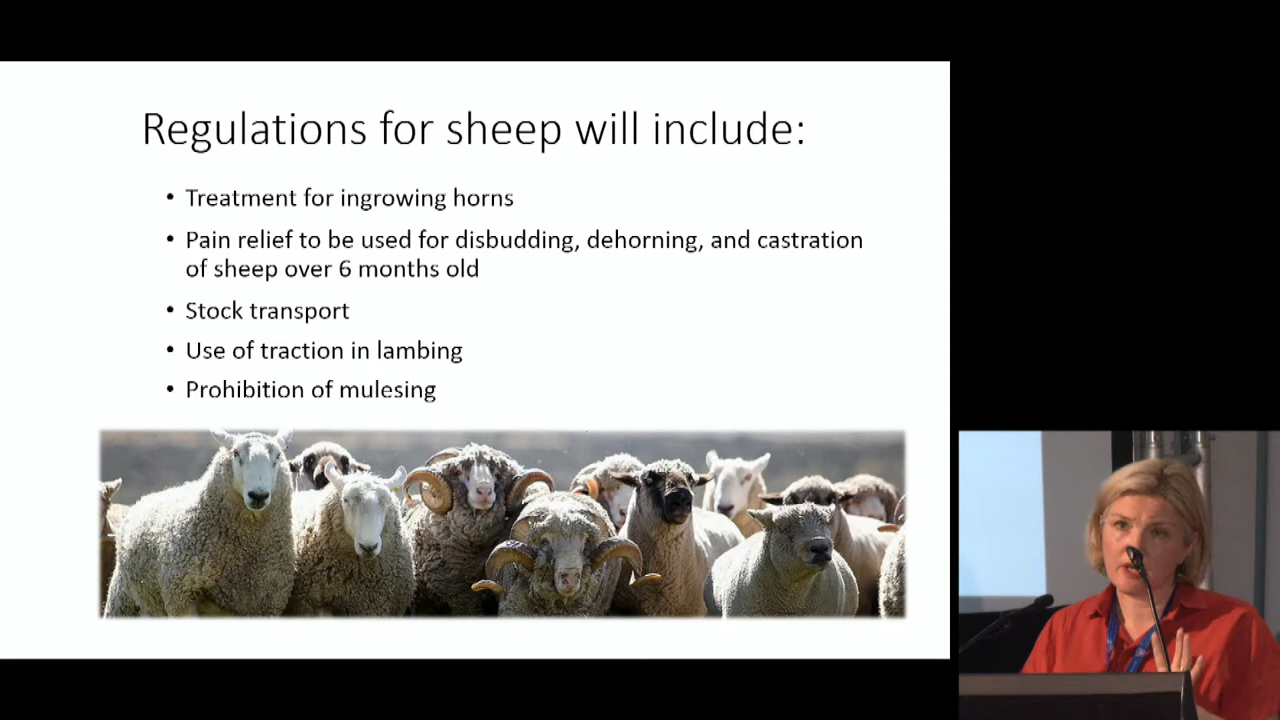 Regulations for sheep will include:
• Treatment for ingrowing horns
• Pain relief to be used for disbudding, dehorning, and castration
of sheep over 6 months old
• Stock transport
• Use of traction in lambing
• Prohibition of mulesing